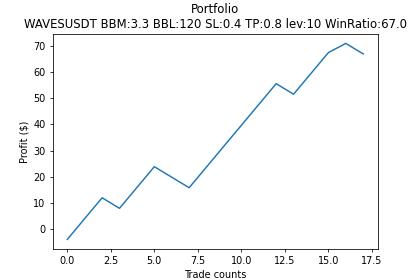 Portfolio
WAVESUSDT BBM:3.3 BBL:120 SL:0.4 TP:0.8 lev:10 WinRatio:67.0
Profit ($)
70
60
50
40
30
20
10
0
0.0 2.5 5.0 7.5 10.0 12.5 15.0 17.5
Trade counts